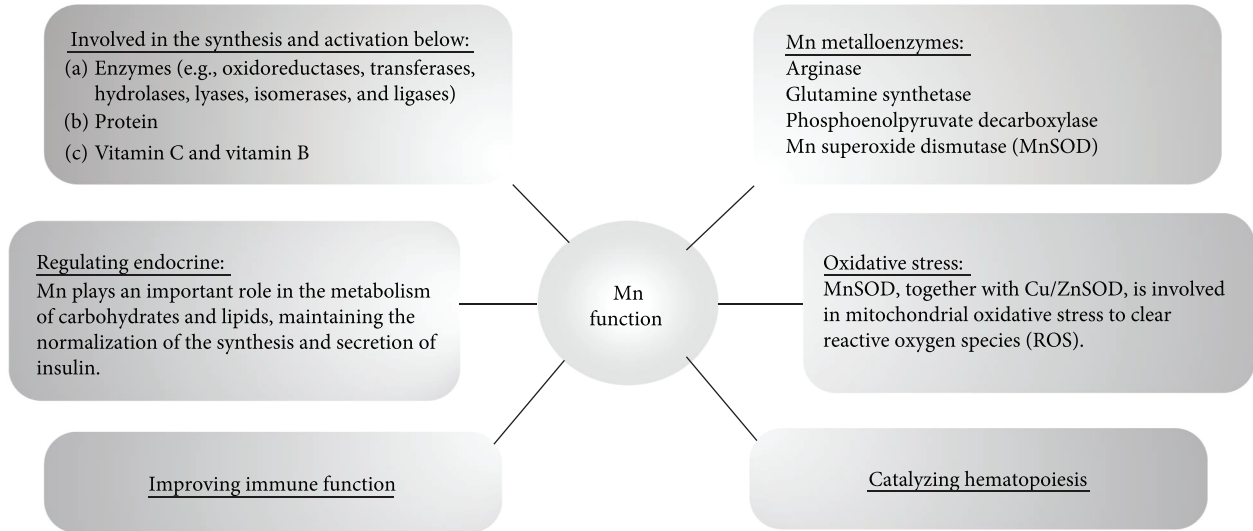 Involved in the synthesis and activation below:
(a) Enzymes (e.g., oxidoreductases, transferases,
hydrolases, lyases, isomerases, and ligases)
(b) Protein
(c) Vitamin C and vitamin B
Mn metalloenzymes:
Arginase
Glutamine synthetase
Phosphoenolpyruvate decarboxylase
Mn superoxide dismutase (MnSOD)
Regulating endocrine:
Mn plays an important role in the metabolism
of carbohydrates and lipids, maintaining the
normalization of the synthesis and secretion of
insulin.
Mn
function
Oxidative stress:
MnSOD, together with Cu/ZnSOD, is involved
in mitochondrial oxidative stress to clear
reactive oxygen species (ROS).
Improving immune function
Catalyzing hematopoiesis